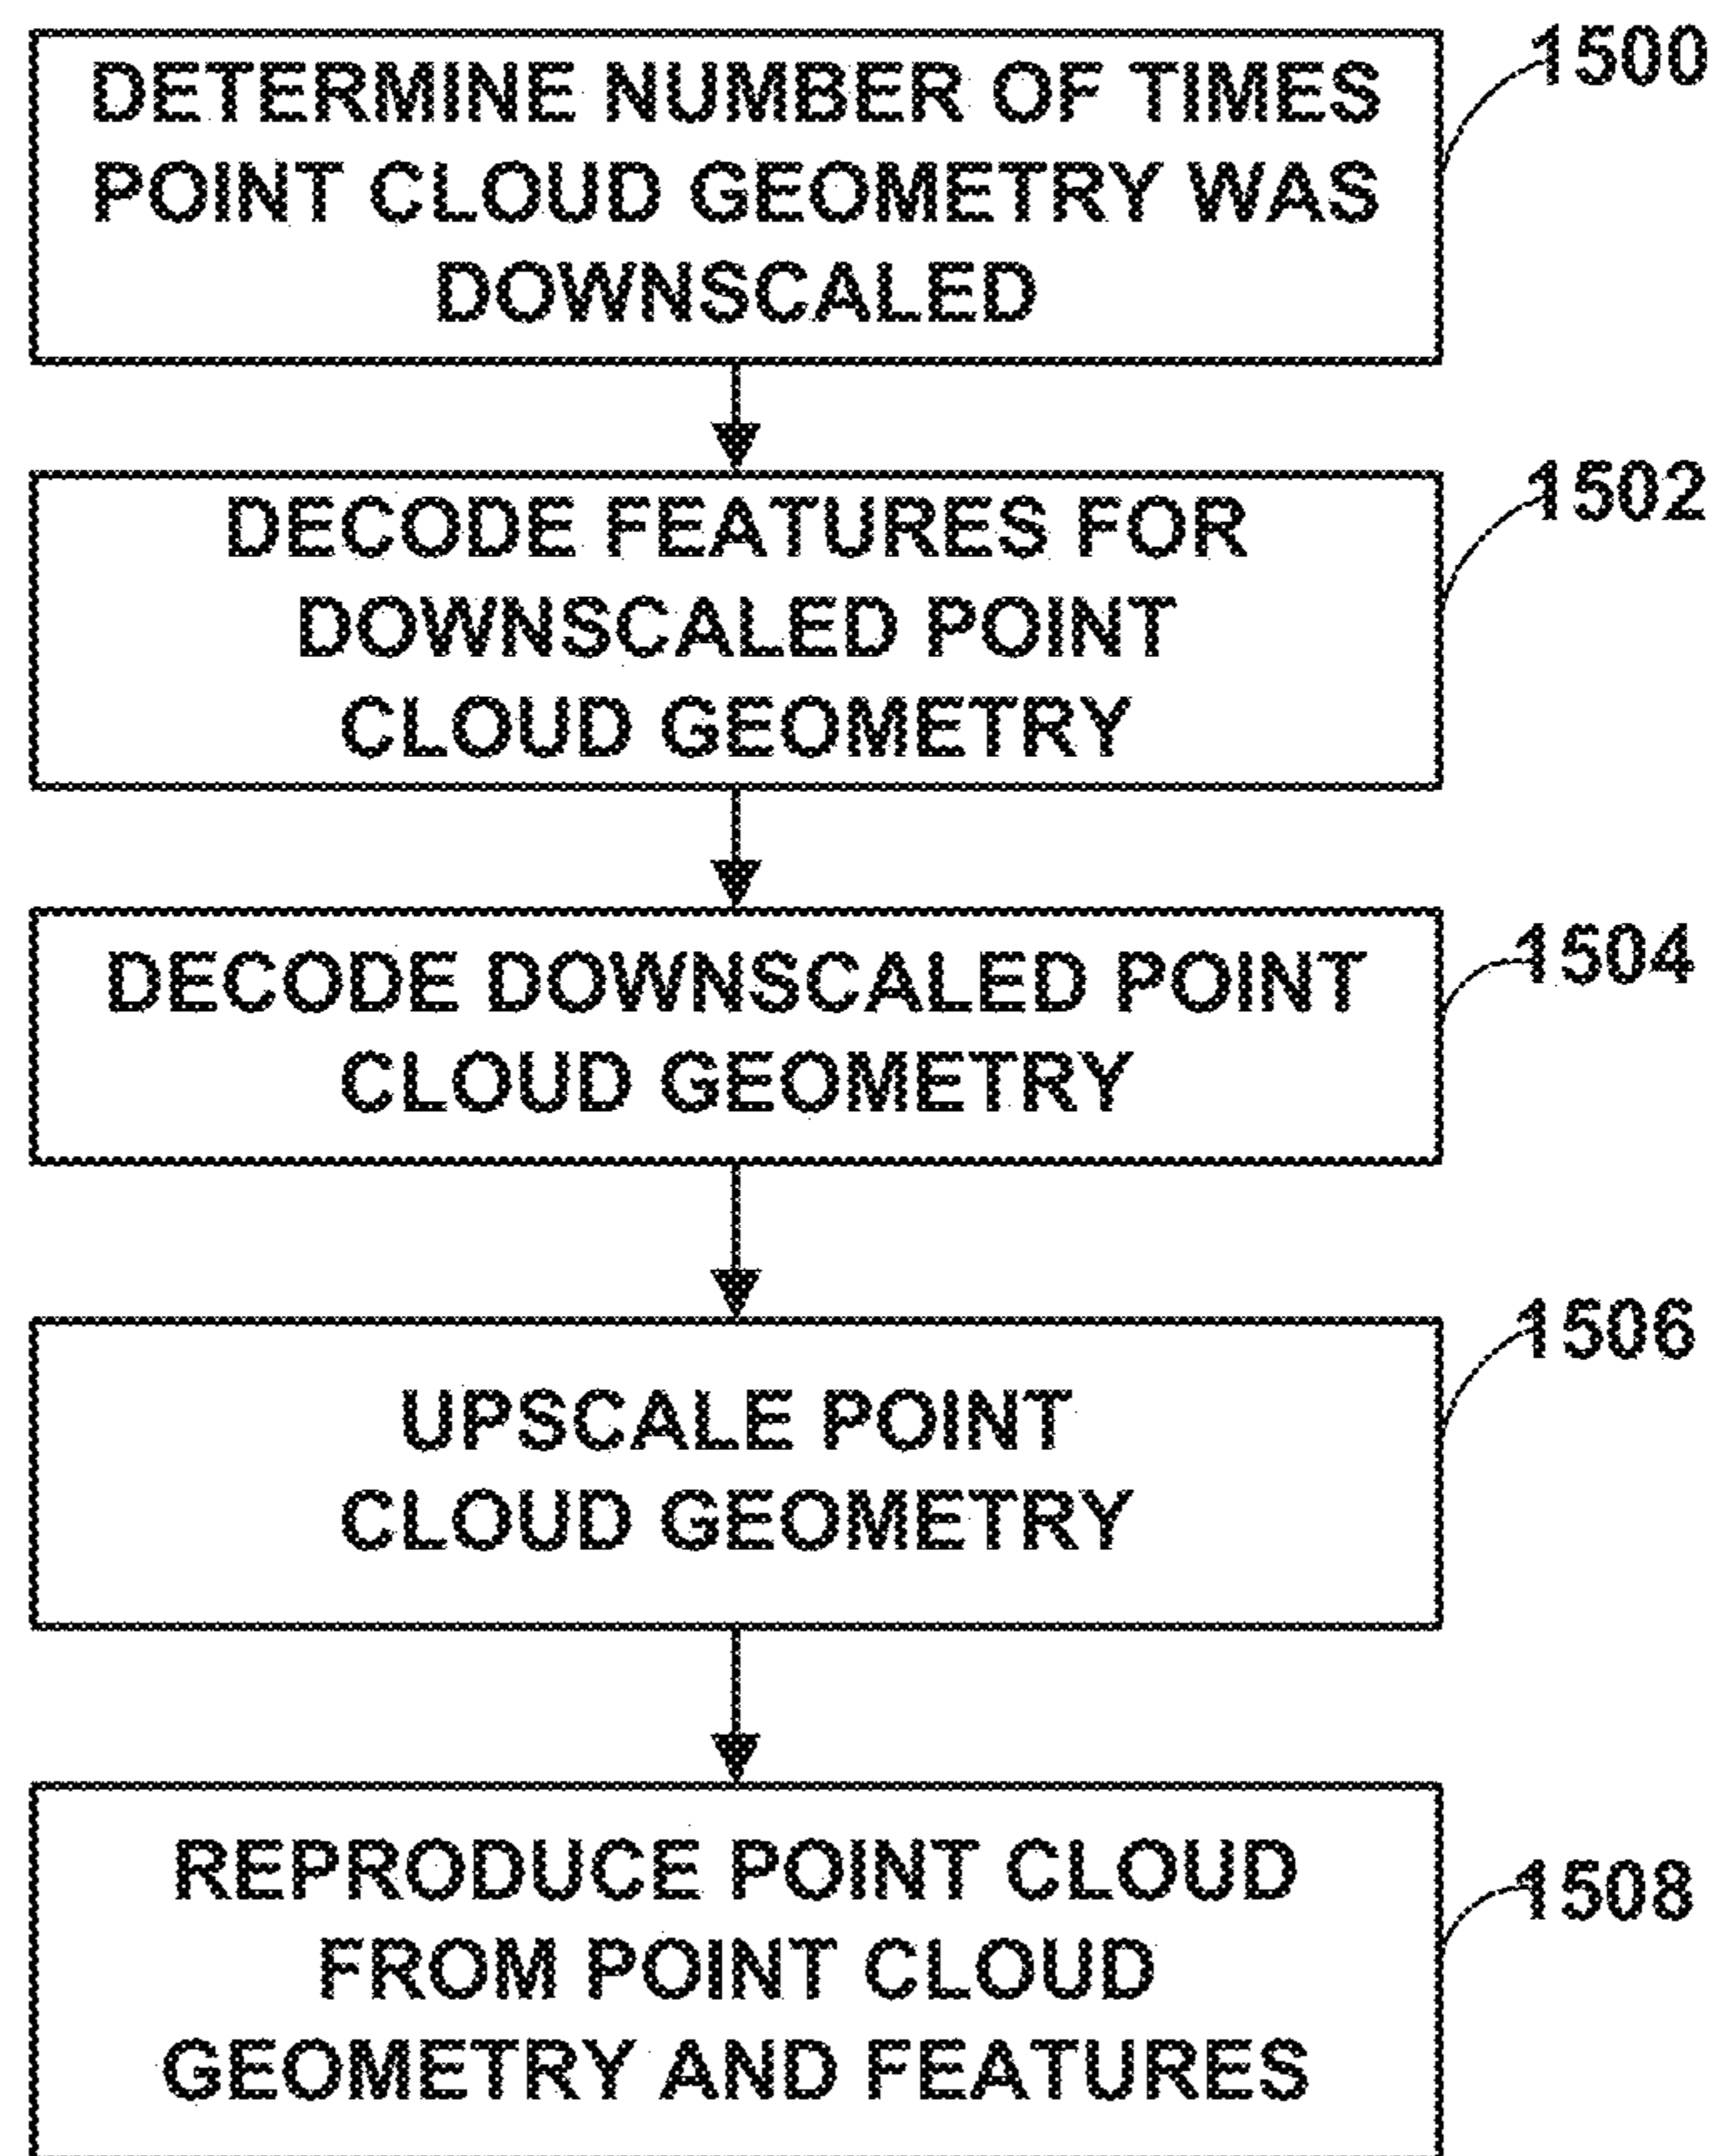 DETERMINE NUMBER OF TIMES
POINT CLOUD GEOMETRY WAS
DOWNSCALED
1500
DECODE FEATURES FOR
DOWNSCALED POINT
CLOUD GEOMETRY
1502
DECODE DOWNSCALED POINT
CLOUD GEOMETRY
1504
UPSCALE POINT
CLOUD GEOMETRY
1506
REPRODUCE POINT CLOUD
FROM POINT CLOUD
GEOMETRY AND FEATURES
1508